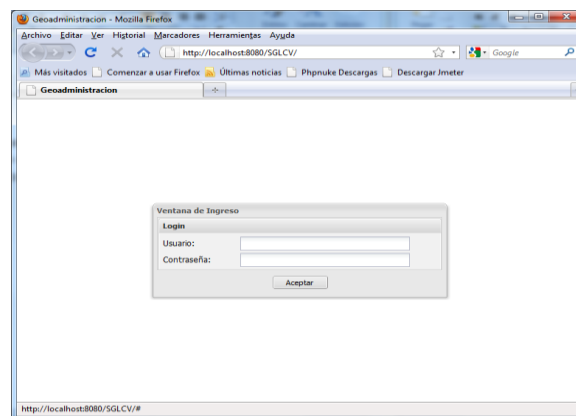 Geoadministracion - Mozilla Firefox
Archivo Editar Ver Historial Marcadores Herramientas Ayuda
http://localhost:8080/SGLCV/ Google
Más visitados Comenzar a usar Firefox Últimas noticias Phpnuke Descargas Descargar Jmeter
Geoadministracion
Ventana de Ingreso
Login
Usuario:
Contraseña:
Aceptar
http://localhost:8080/SGLCV/#